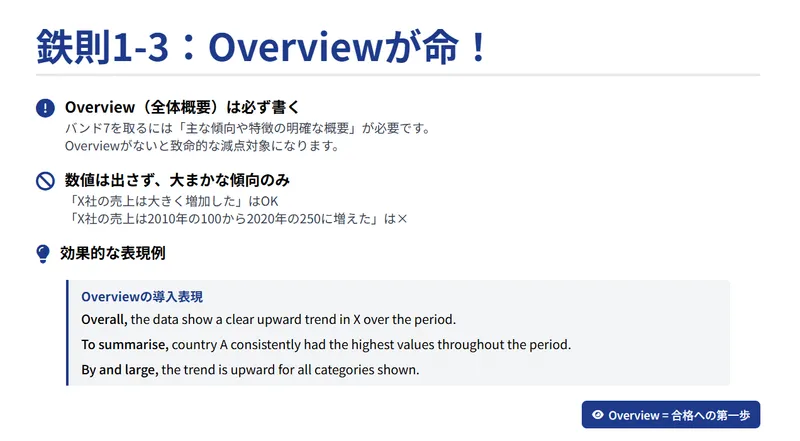 鉄則1-3：Overviewが命！
Overview（全体概要）は必ず書く
バンド7を取るには「主な傾向や特徴の明確な概要」が必要です。
Overviewがないと致命的な減点対象になります。
数値は出さず、大まかな傾向のみ
「X社の売上は大きく増加した」はOK
「X社の売上は2010年の100から2020年の250に増えた」は×
効果的な表現例
Overviewの導入表現
Overall, the data show a clear upward trend in X over the period.
To summarise, country A consistently had the highest values throughout the period.
By and large, the trend is upward for all categories shown.
Overview = 合格への第一歩